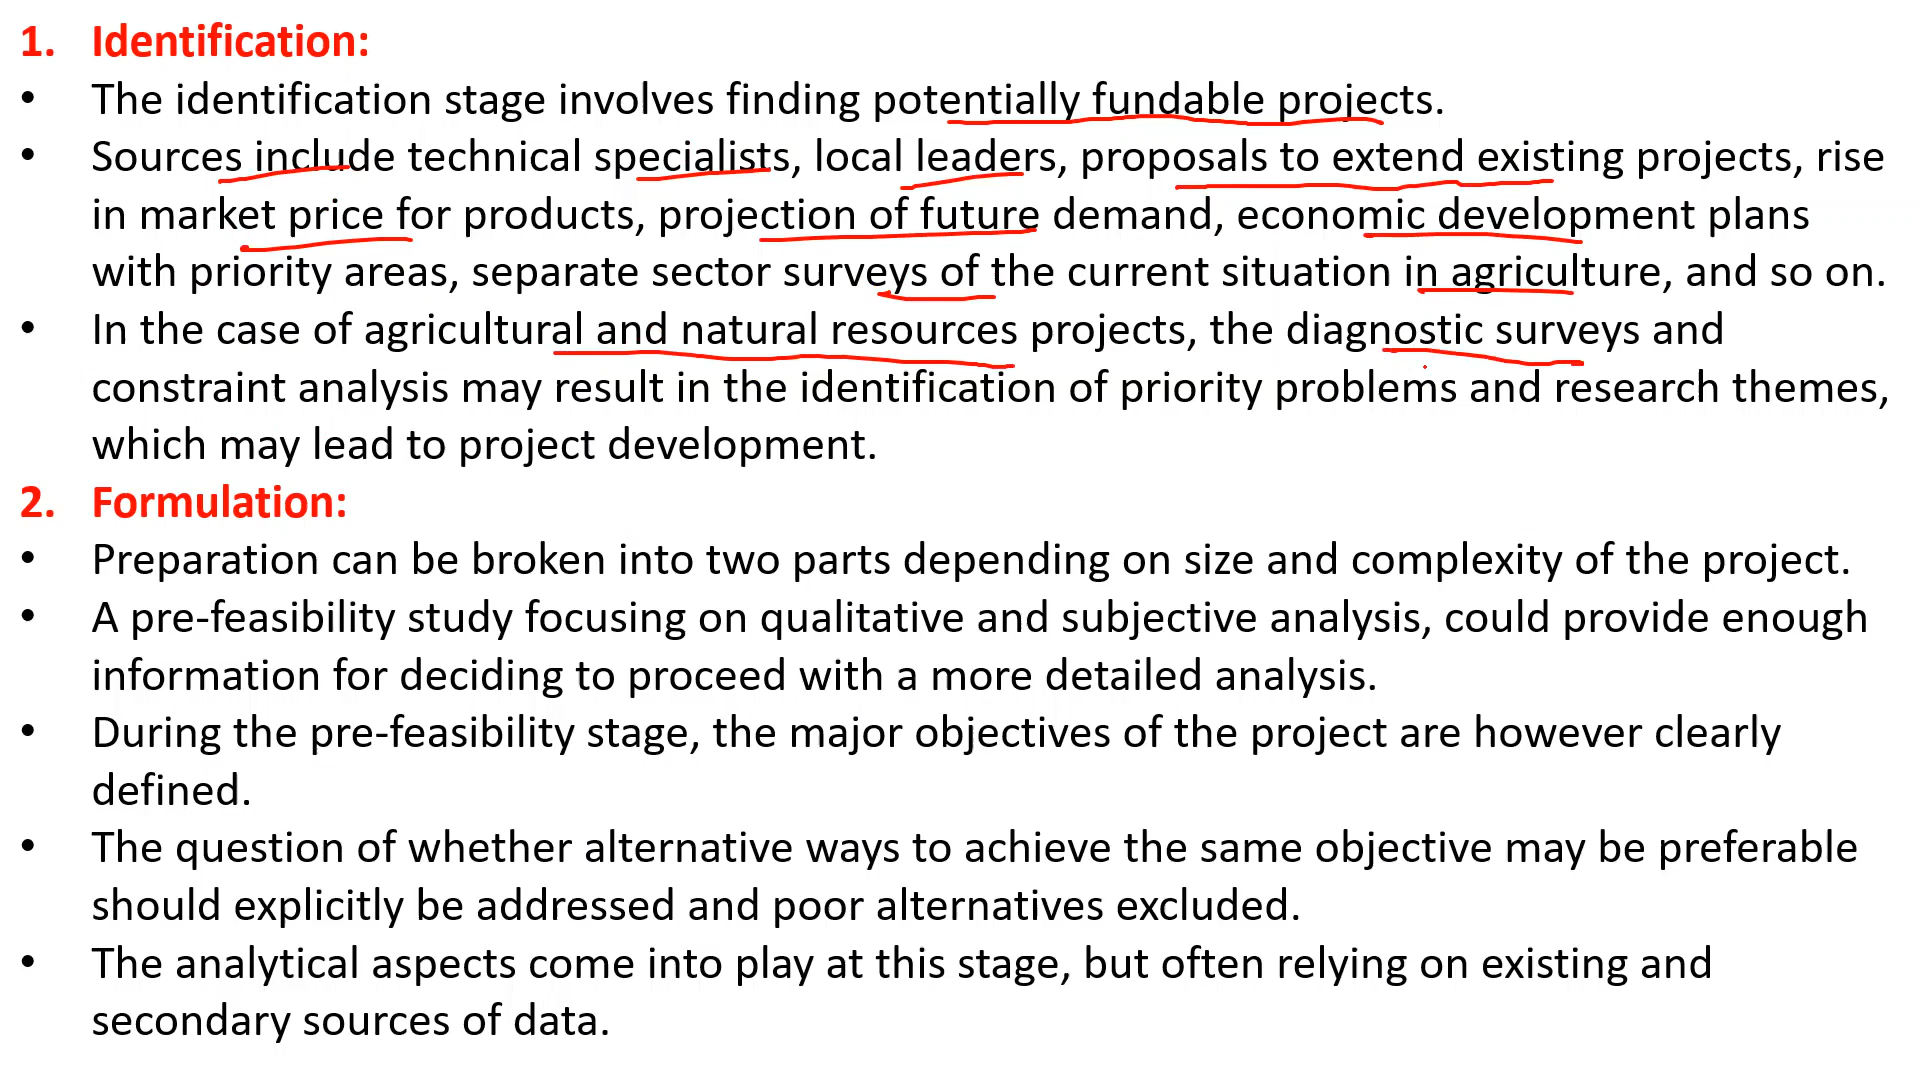 1. Identification:
• The identification stage involves finding potentially fundable projects.
• Sources include technical specialists, local leaders, proposals to extend existing projects, rise
in market price for products, projection of future demand, economic development plans
with priority areas, separate sector surveys of the current situation in agriculture, and so on.
• In the case of agricultural and natural resources projects, the diagnostic surveys and
constraint analysis may result in the identification of priority problems and research themes,
which may lead to project development.
2. Formulation:
• Preparation can be broken into two parts depending on size and complexity of the project.
• A pre-feasibility study focusing on qualitative and subjective analysis, could provide enough
information for deciding to proceed with a more detailed analysis.
• During the pre-feasibility stage, the major objectives of the project are however clearly
defined.
• The question of whether alternative ways to achieve the same objective may be preferable
should explicitly be addressed and poor alternatives excluded.
• The analytical aspects come into play at this stage, but often relying on existing and
secondary sources of data.